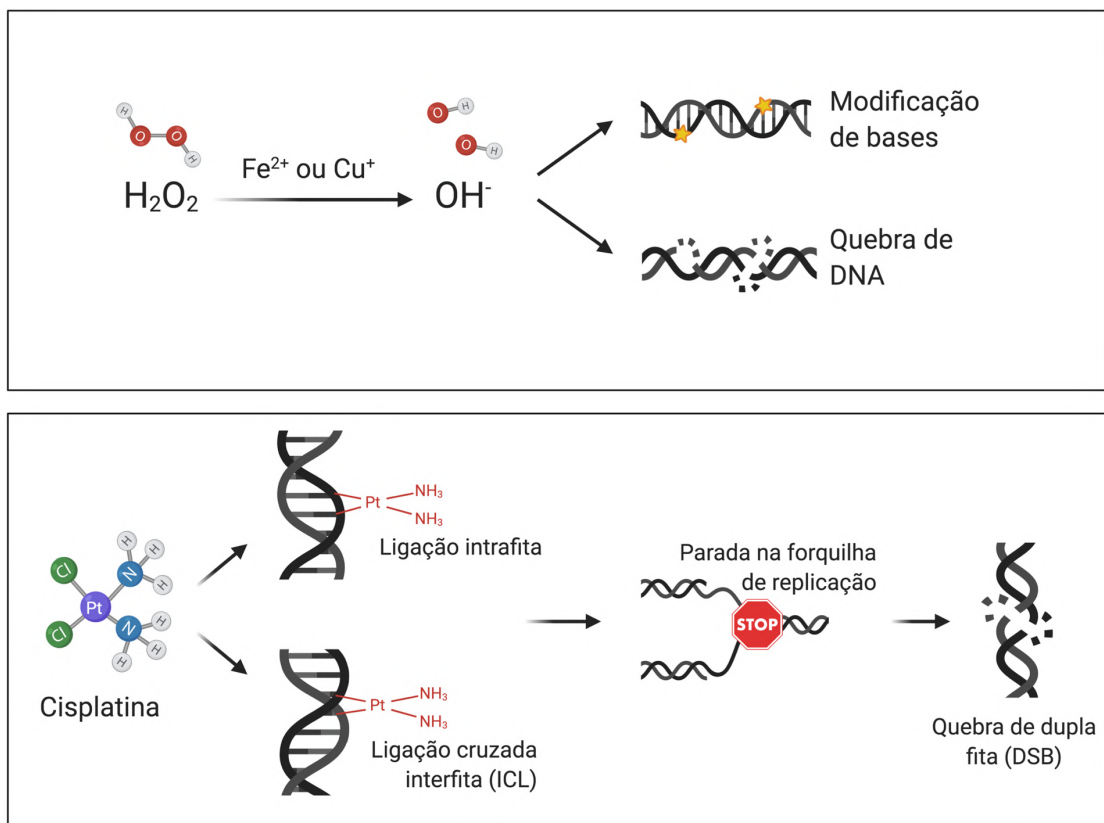 H
O
O
H
H₂O₂
Fe²⁺ ou Cu⁺
O
H
O
H
OH⁻
Modificação
de bases
Quebra de
DNA
Cl
Cl
Pt
N
N
H
H
H
H
H
H
Cisplatina
Pt
NH₃
NH₃
Ligação intrafita
Pt
NH₃
NH₃
Ligação cruzada
interfita (ICL)
Parada na forquilha
de replicação
STOP
Quebra de dupla
fita (DSB)